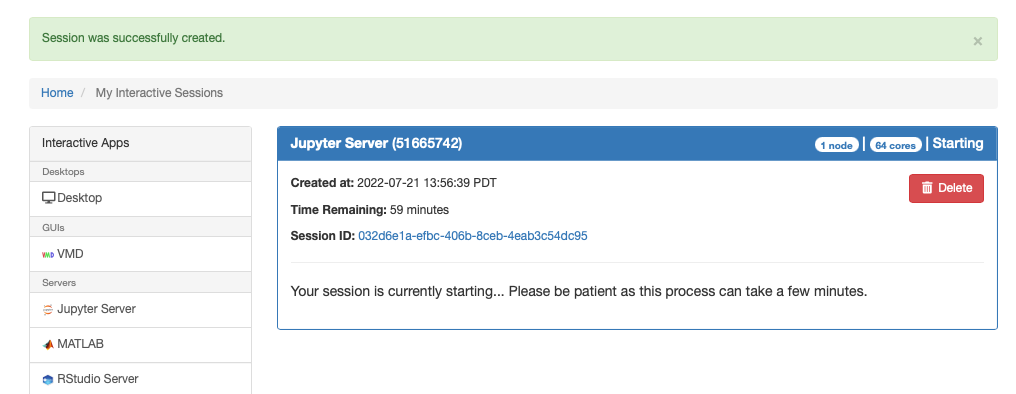 Session was successfully created.
×
Home / My Interactive Sessions
Interactive Apps
Desktops
Desktop
GUIs
VMD VMD
Servers
Jupyter Server
MATLAB
RStudio Server
Jupyter Server (51665742) 1 node | 64 cores | Starting
Created at: 2022-07-21 13:56:39 PDT
Delete
Time Remaining: 59 minutes
Session ID: 032d6e1a-efbc-406b-8ceb-4eab3c54dc95
Your session is currently starting... Please be patient as this process can take a few minutes.